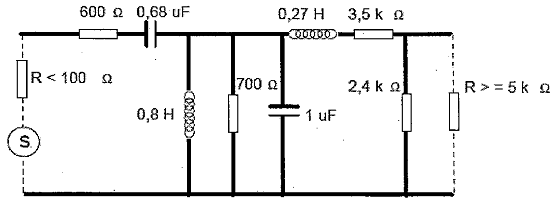 600 Ω
0,68 uF
0,27 H
3,5 k Ω
R < 100 Ω
0,8 H
700 Ω
1 uF
2,4 k Ω
R > = 5 k Ω
S